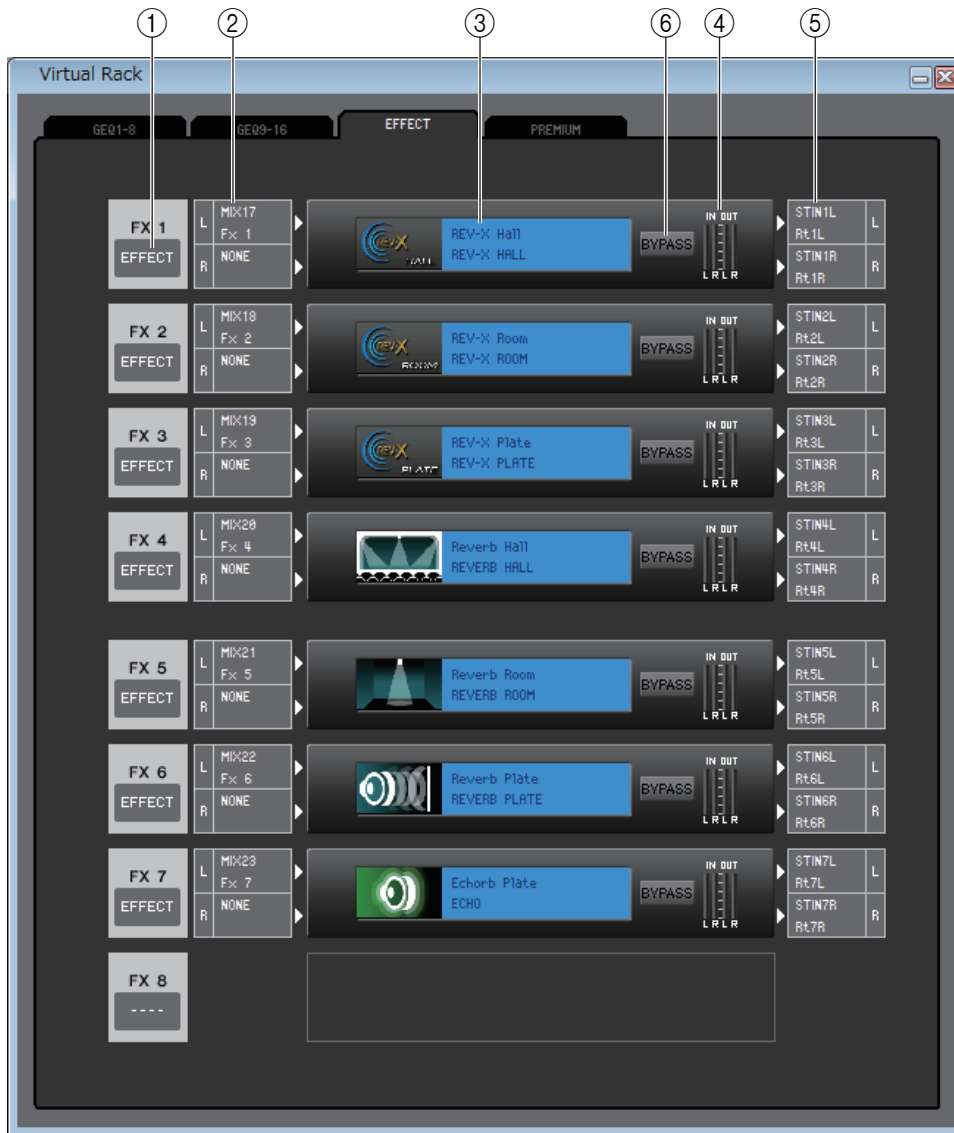 ① ② ③ ⑥ ④ ⑤
Virtual Rack
GEQ1-8 GEQ9-16 EFFECT PREMIUM
FX 1
EFFECT
L MIX17
Fx 1
R NONE
REV-X HALL
REV-X Hall
REV-X HALL
BYPASS
IN OUT
L R L R
STIN1L L
Rt1L
STIN1R R
Rt1R
FX 2
EFFECT
L MIX18
Fx 2
R NONE
REV-X ROOM
REV-X Room
REV-X ROOM
BYPASS
IN OUT
L R L R
STIN2L L
Rt2L
STIN2R R
Rt2R
FX 3
EFFECT
L MIX19
Fx 3
R NONE
REV-X PLATE
REV-X Plate
REV-X PLATE
BYPASS
IN OUT
L R L R
STIN3L L
Rt3L
STIN3R R
Rt3R
FX 4
EFFECT
L MIX20
Fx 4
R NONE
Reverb Hall
REVERB HALL
BYPASS
IN OUT
L R L R
STIN4L L
Rt4L
STIN4R R
Rt4R
FX 5
EFFECT
L MIX21
Fx 5
R NONE
Reverb Room
REVERB ROOM
BYPASS
IN OUT
L R L R
STIN5L L
Rt5L
STIN5R R
Rt5R
FX 6
EFFECT
L MIX22
Fx 6
R NONE
Reverb Plate
REVERB PLATE
BYPASS
IN OUT
L R L R
STIN6L L
Rt6L
STIN6R R
Rt6R
FX 7
EFFECT
L MIX23
Fx 7
R NONE
Echorb Plate
ECHO
BYPASS
IN OUT
L R L R
STIN7L L
Rt7L
STIN7R R
Rt7R
FX 8
----